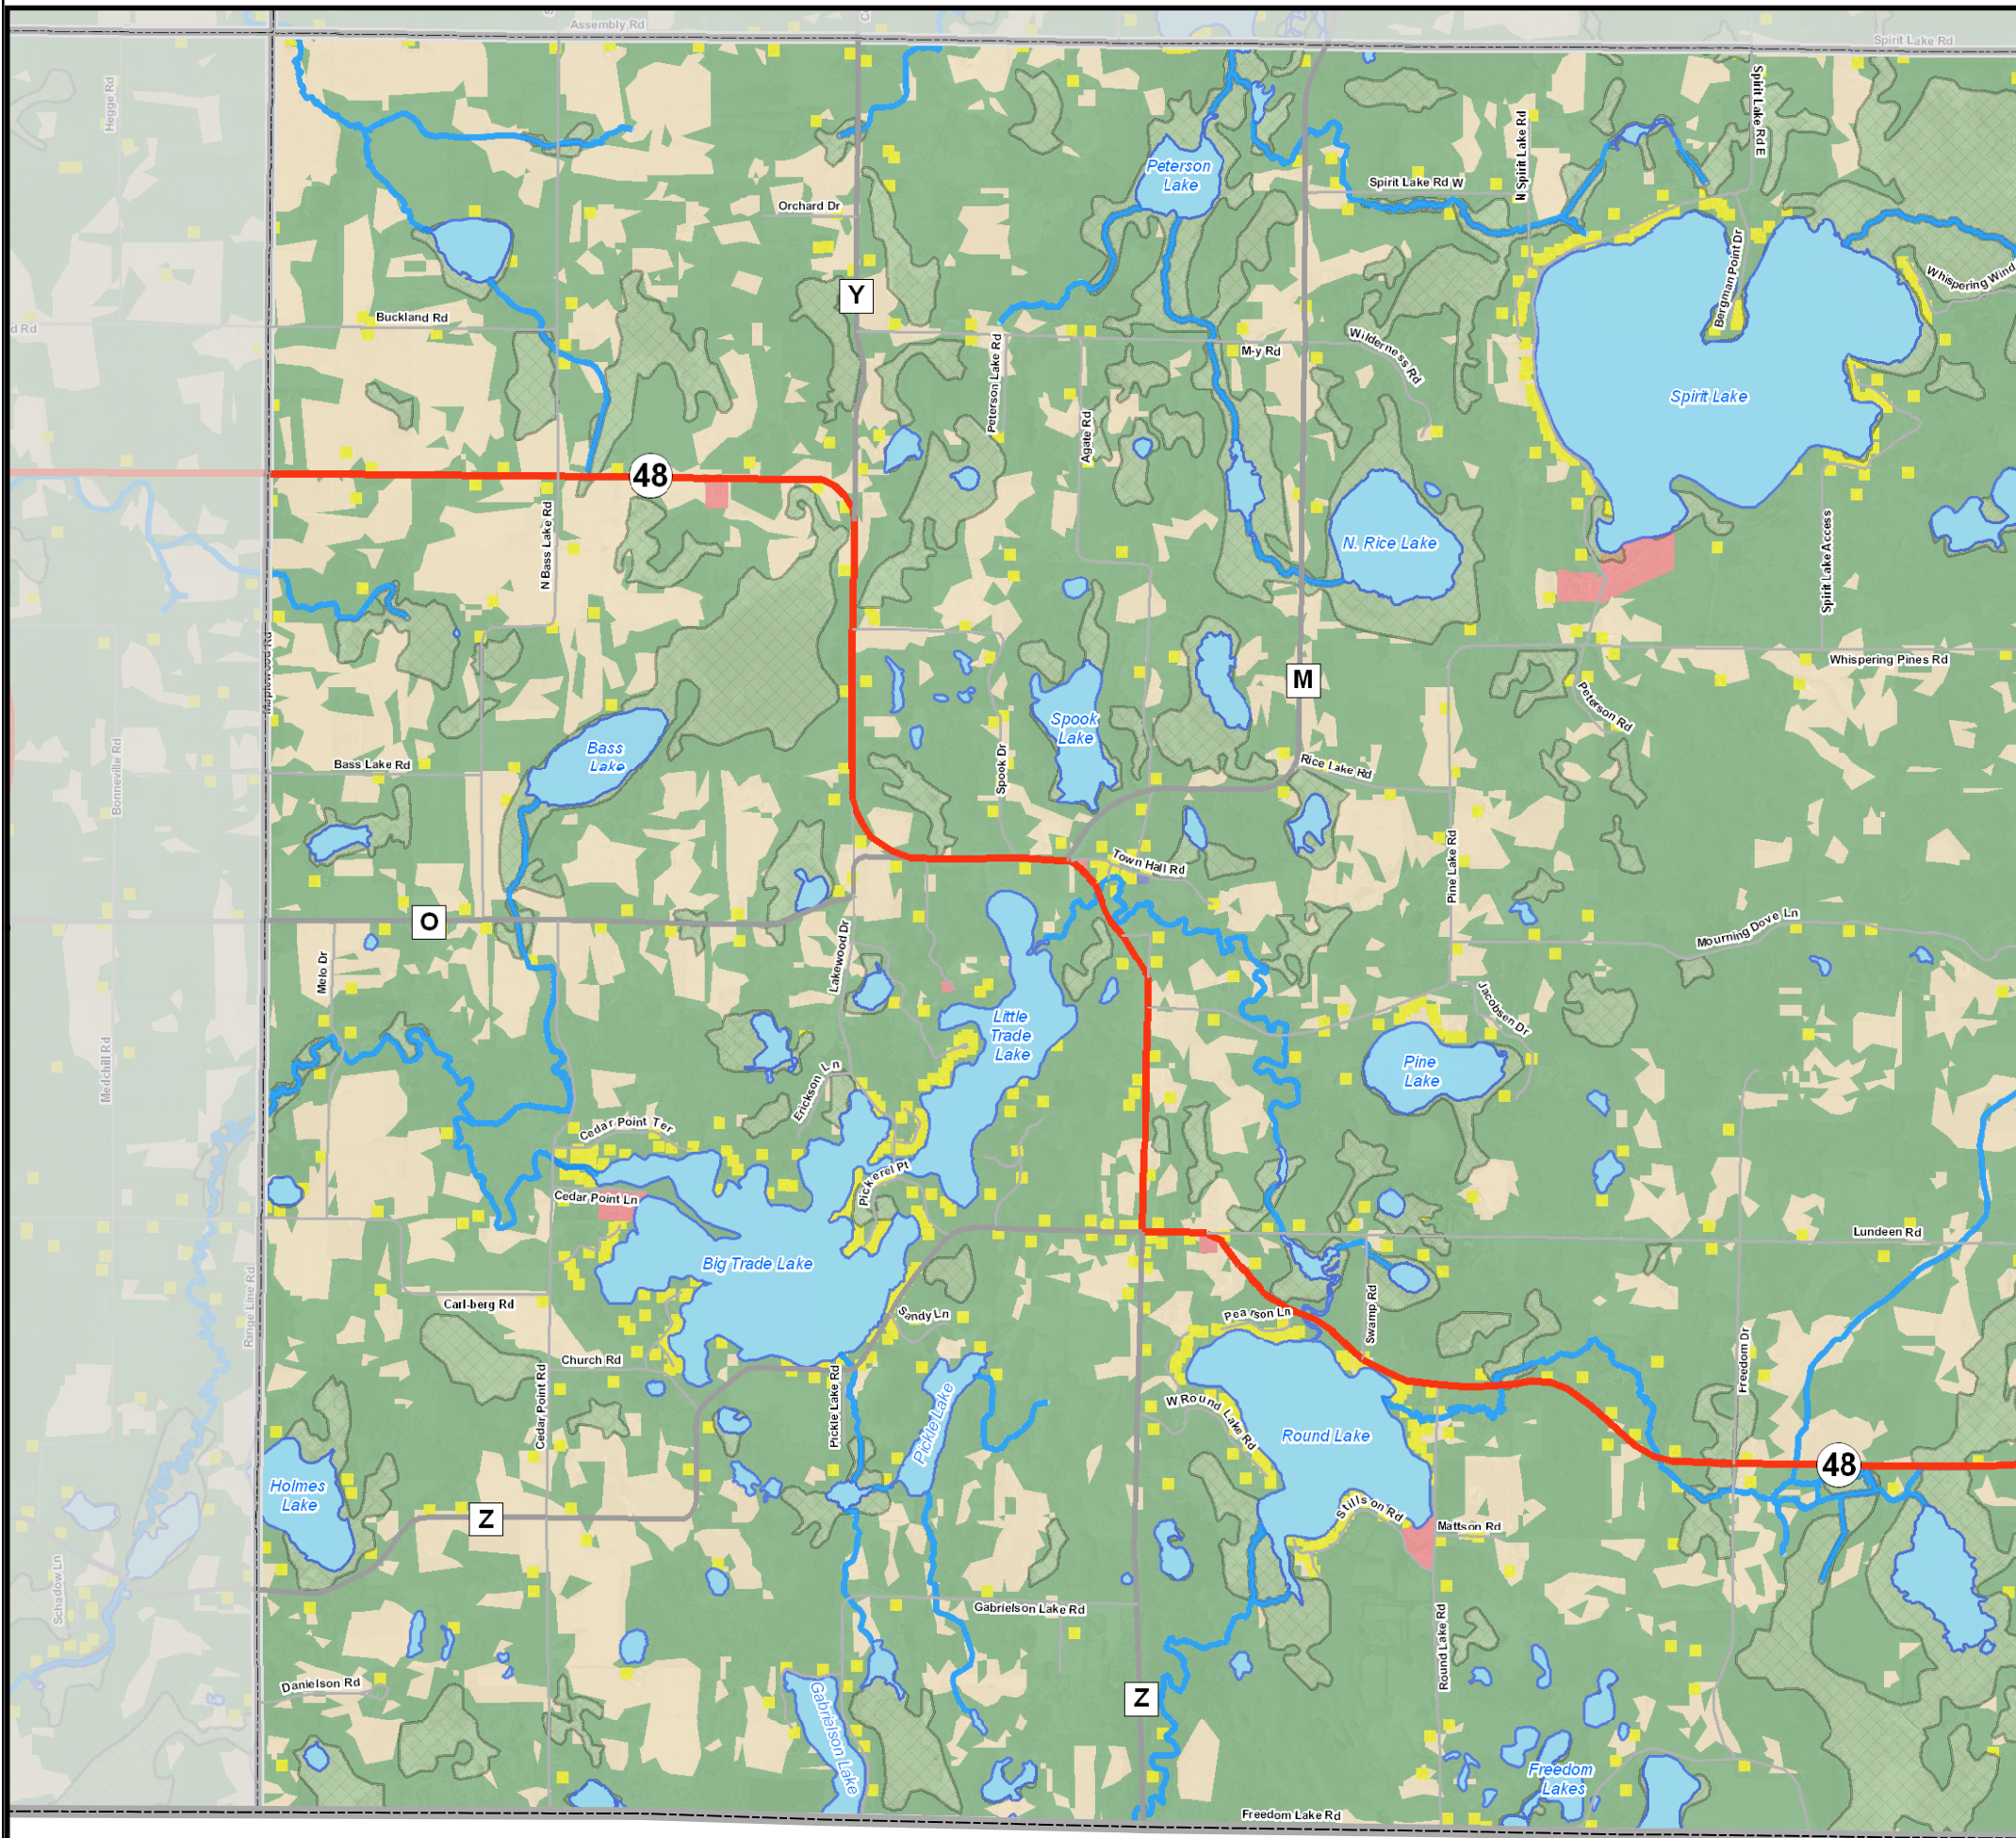 Assembly Rd
Spirit Lake Rd
Hegge Rd
Spirit Lake Rd E
N Spirit Lake Rd
Peterson
Lake
Spirit Lake Rd W
Orchard Dr
Bergman Point Dr
Whispering Wind
Y
Buckland Rd
d Rd
M-y Rd
Wilderness Rd
Peterson Lake Rd
Agate Rd
Spirit Lake
48
N Bass Lake Rd
N. Rice Lake
Spirit Lake Access
Maplewood Rd
Whispering Pines Rd
M
Peterson Rd
Spook
Lake
Bass
Lake
Bass Lake Rd
Bonneville Rd
Spook Dr
Rice Lake Rd
Town Hall Rd
Pine Lake Rd
O
Mourning Dove Ln
Melo Dr
Lakewood Dr
Jacobsen Dr
Little
Trade
Lake
Medchill Rd
Pine
Lake
Erickson Ln
Cedar Point Ter
Pickerel Pt
Cedar Point Ln
Lundeen Rd
Big Trade Lake
Range Line Rd
Carl-berg Rd
Sandy Ln
Pearson Ln
Swamp Rd
Church Rd
Freedom Dr
Cedar Point Rd
Pickle Lake Rd
Pickle Lake
W Round Lake Rd
Round Lake
48
Holmes
Lake
Z
Stillson Rd
Mattson Rd
Schadow Ln
Gabrielson Lake Rd
Round Lake Rd
Danielson Rd
Gabrielson Lake
Z
Freedom
Lakes
Freedom Lake Rd